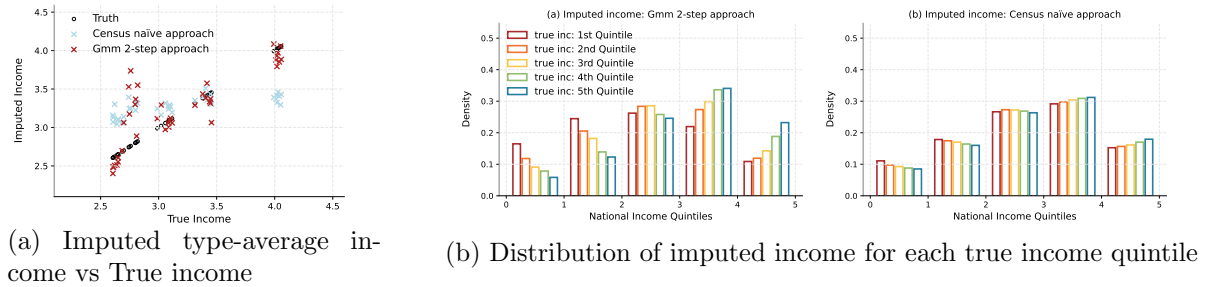 Truth
Census naïve approach
Gmm 2-step approach
Imputed Income
4.5
4.0
3.5
3.0
2.5
2.5 3.0 3.5 4.0 4.5
True Income
(a) Imputed type-average in-
come vs True income
(a) Imputed income: Gmm 2-step approach
true inc: 1st Quintile
true inc: 2nd Quintile
true inc: 3rd Quintile
true inc: 4th Quintile
true inc: 5th Quintile
Density
0.5
0.4
0.3
0.2
0.1
0.0
0 1 2 3 4 5
National Income Quintiles
(b) Imputed income: Census naïve approach
Density
0.5
0.4
0.3
0.2
0.1
0.0
0 1 2 3 4 5
National Income Quintiles
(b) Distribution of imputed income for each true income quintile